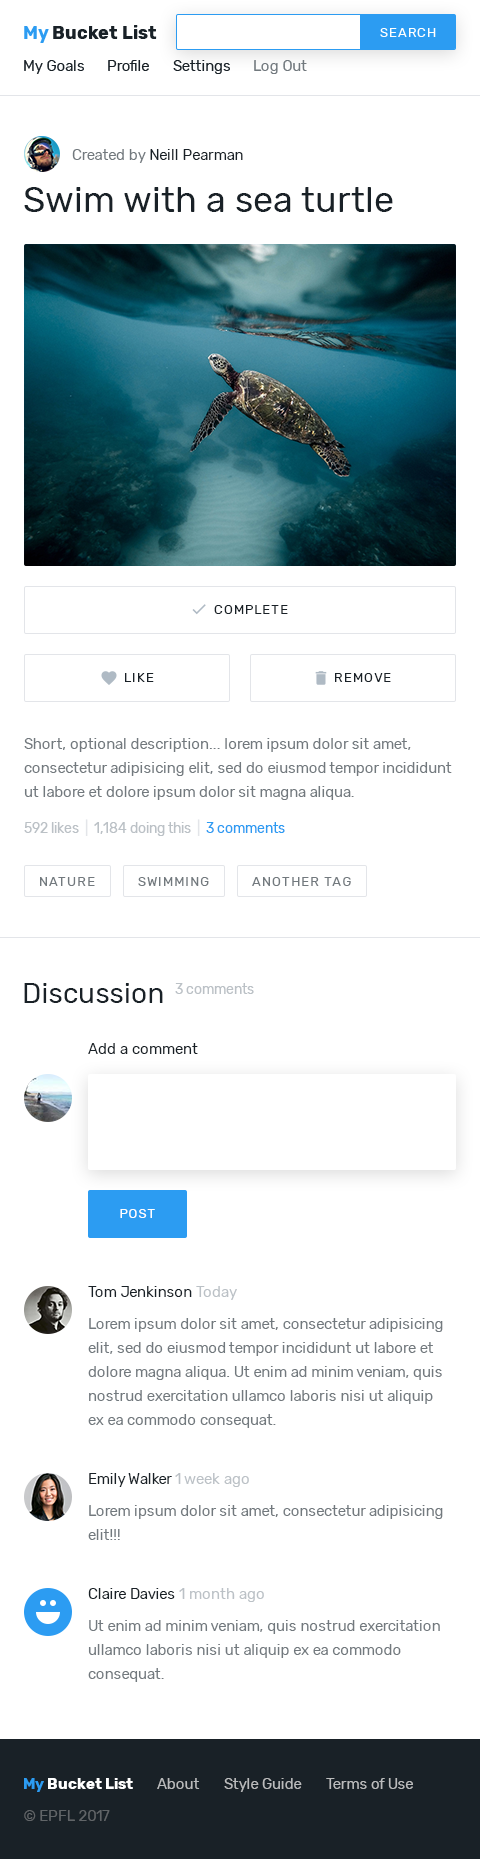 My Bucket List
SEARCH
My Goals Profile Settings Log Out
Created by Neill Pearman
Swim with a sea turtle
COMPLETE
LIKE
REMOVE
Short, optional description... lorem ipsum dolor sit amet,
consectetur adipisicing elit, sed do eiusmod tempor incididunt
ut labore et dolore ipsum dolor sit magna aliqua.
592 likes | 1,184 doing this | 3 comments
NATURE SWIMMING ANOTHER TAG
Discussion 3 comments
Add a comment
POST
Tom Jenkinson Today
Lorem ipsum dolor sit amet, consectetur adipisicing
elit, sed do eiusmod tempor incididunt ut labore et
dolore magna aliqua. Ut enim ad minim veniam, quis
nostrud exercitation ullamco laboris nisi ut aliquip
ex ea commodo consequat.
Emily Walker 1 week ago
Lorem ipsum dolor sit amet, consectetur adipisicing
elit!!!
Claire Davies 1 month ago
Ut enim ad minim veniam, quis nostrud exercitation
ullamco laboris nisi ut aliquip ex ea commodo
consequat.
My Bucket List About Style Guide Terms of Use
© EPFL 2017